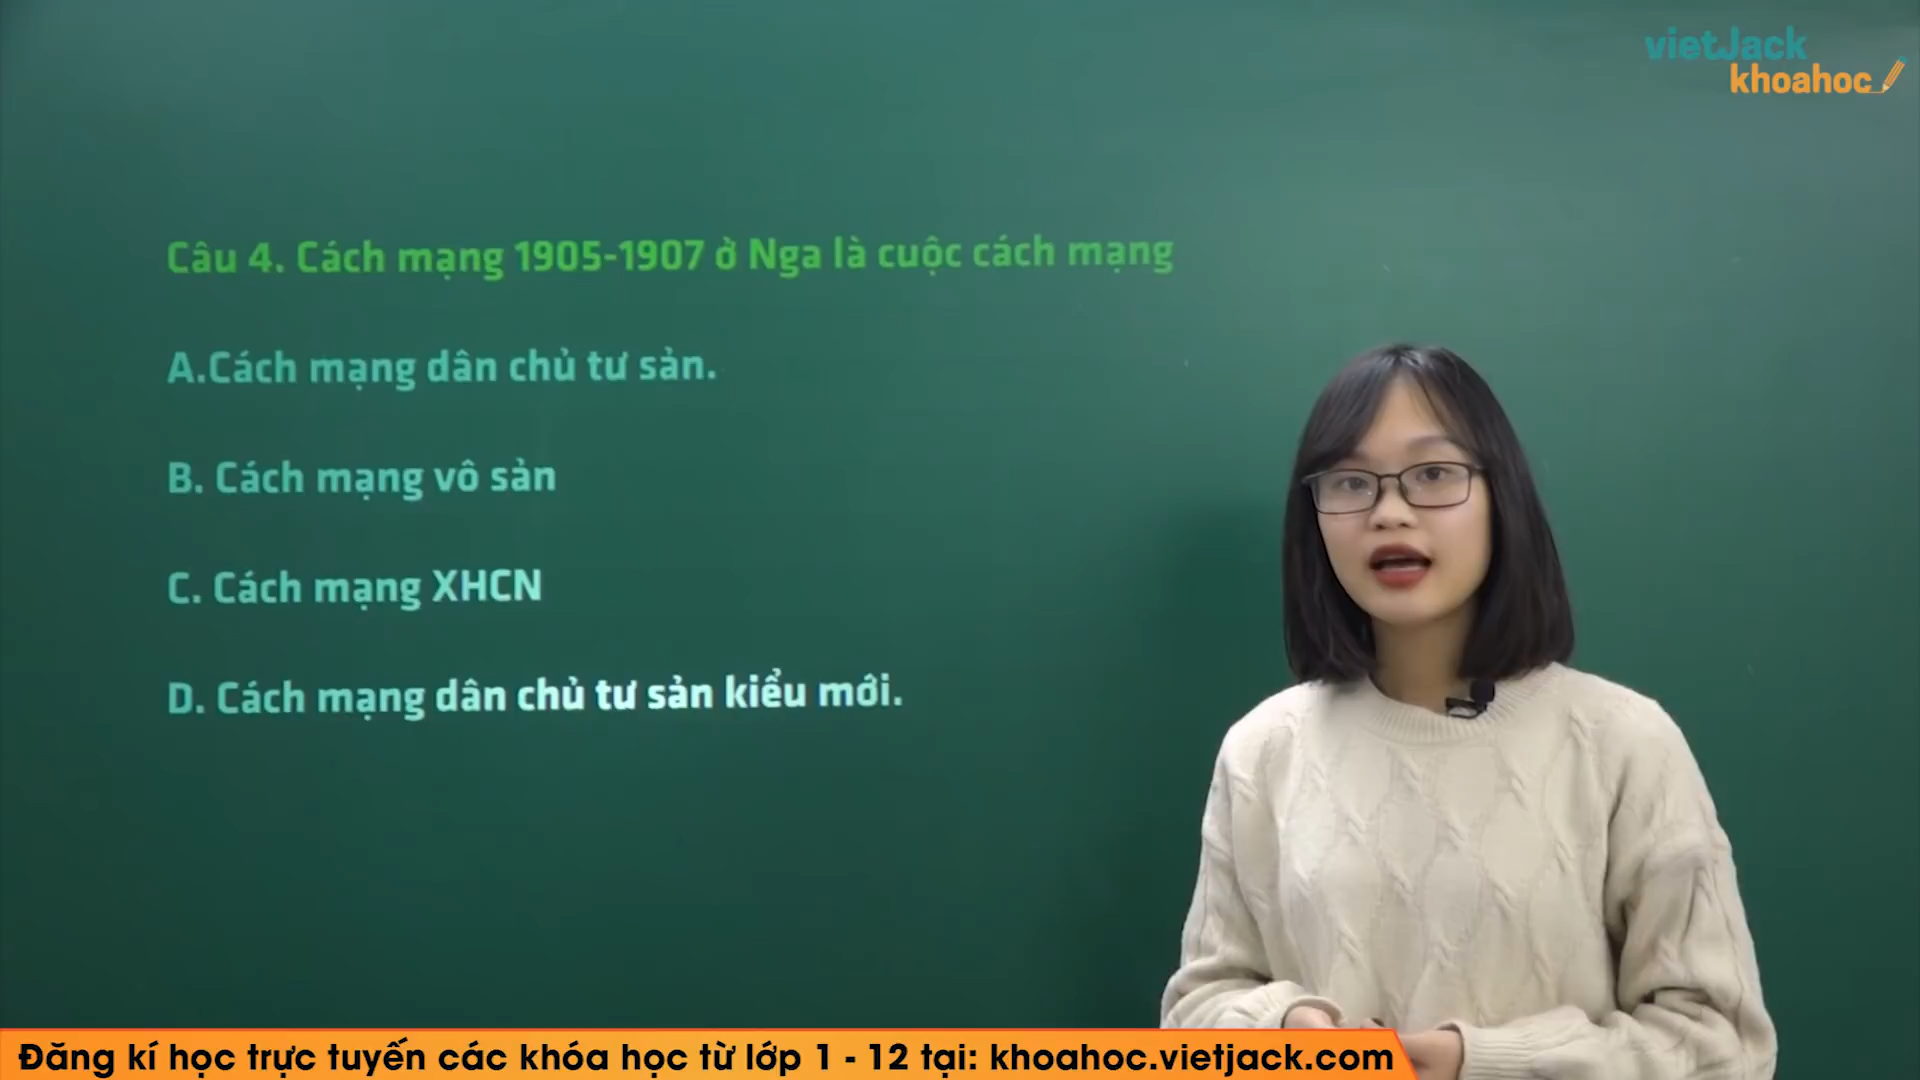 vietJack
khoahoc
Câu 4. Cách mạng 1905-1907 ở Nga là cuộc cách mạng
A.Cách mạng dân chủ tư sản.
B. Cách mạng vô sản
C. Cách mạng XHCN
D. Cách mạng dân chủ tư sản kiểu mới.
Đăng kí học trực tuyến các khóa học từ lớp 1 - 12 tại: khoahoc.vietjack.com